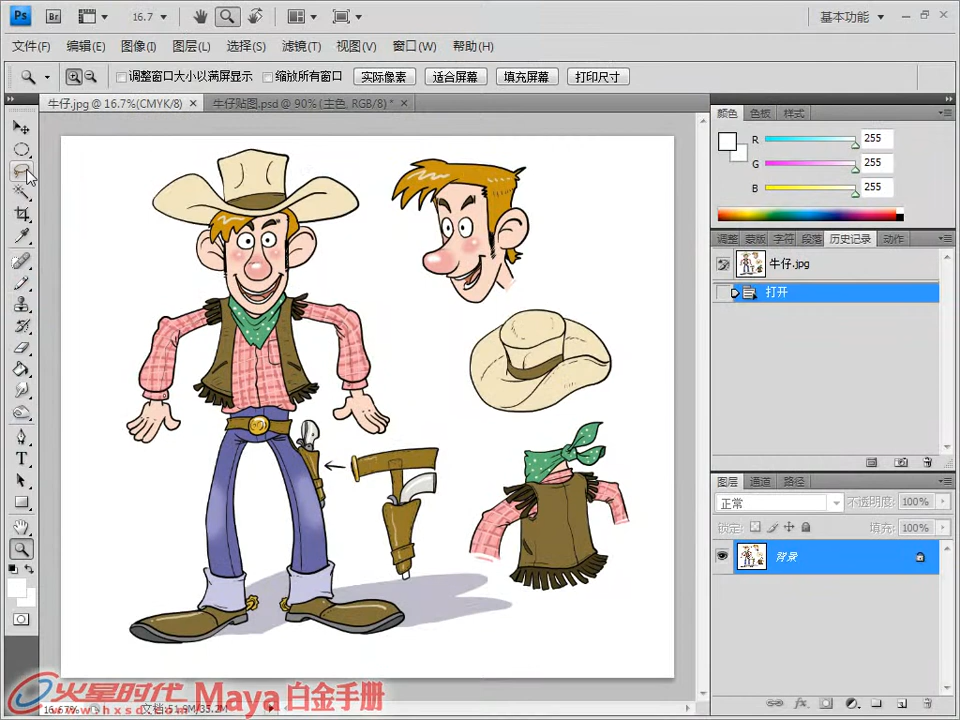 Ps Br 16.7 基本功能
文件(F) 编辑(E) 图像(I) 图层(L) 选择(S) 滤镜(T) 视图(V) 窗口(W) 帮助(H)
调整窗口大小以满屏显示 缩放所有窗口 实际像素 适合屏幕 填充屏幕 打印尺寸
牛仔.jpg @ 16.7%(CMYK/8) × 牛仔贴图.psd @ 90%(主色, RGB/8) * ×
颜色 色板 样式
R 255
G 255
B 255
调整 蒙版 字符 段落 历史记录 动作
牛仔.jpg
打开
图层 通道 路径
正常 不透明度: 100%
锁定: 填充: 100%
背景
T
火星时代 Maya 白金手册
www.hxsd.com
16.67% 文档:51.9M/35.2M